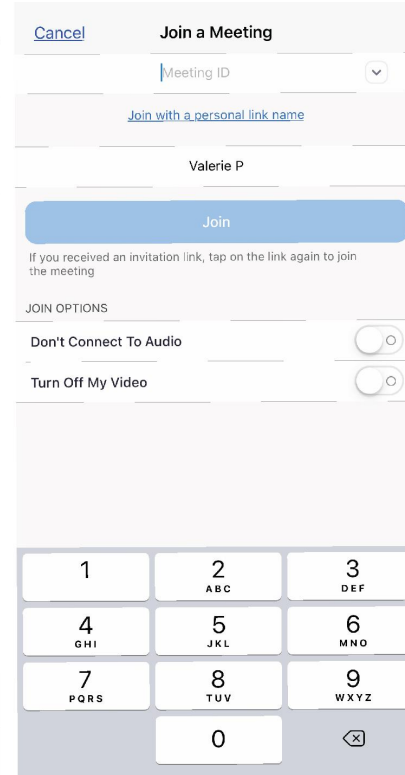 Cancel
Join a Meeting
Meeting ID
Join with a personal link name
Valerie P
Join
If you received an invitation link, tap on the link again to join
the meeting
JOIN OPTIONS
Don't Connect To Audio
Turn Off My Video
1
2
ABC
3
DEF
4
GHI
5
JKL
6
MNO
7
PQRS
8
TUV
9
WXYZ
0